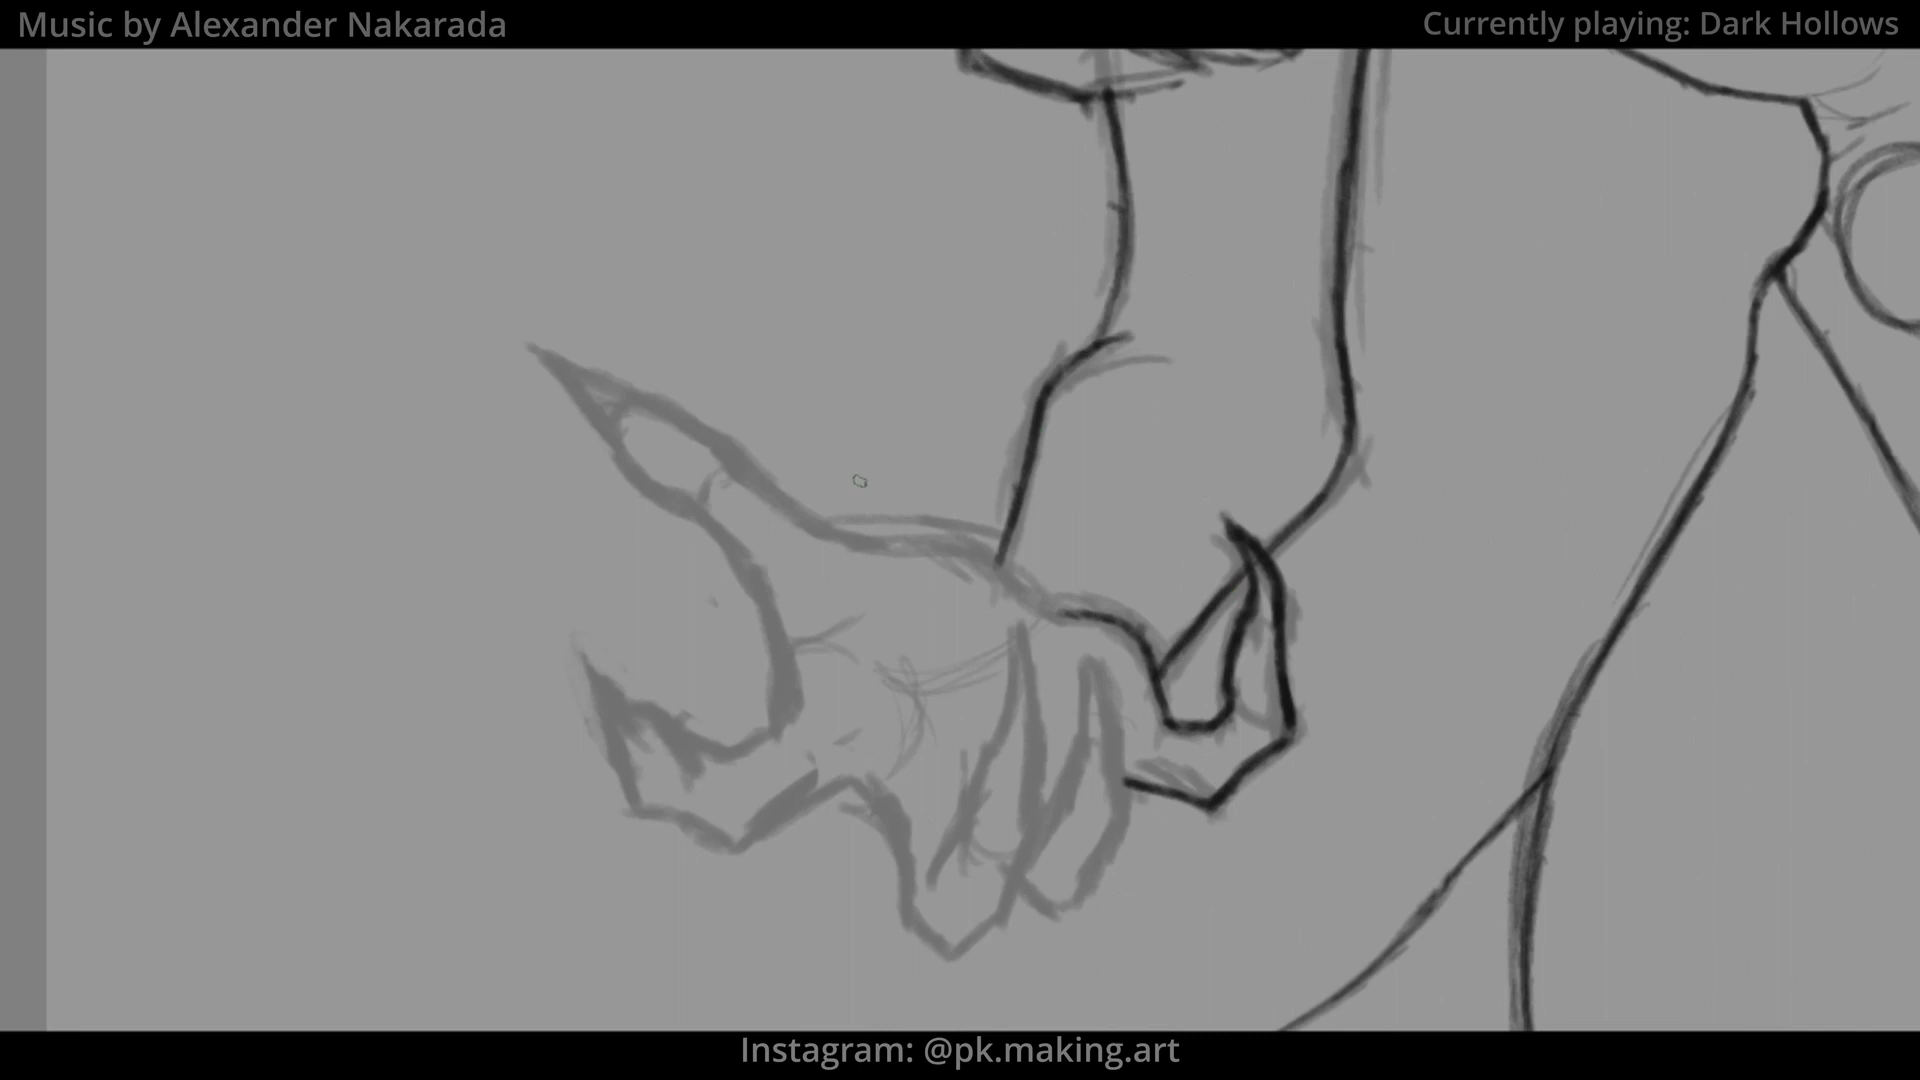 Music by Alexander Nakarada
Currently playing: Dark Hollows
Instagram: @pk.making.art